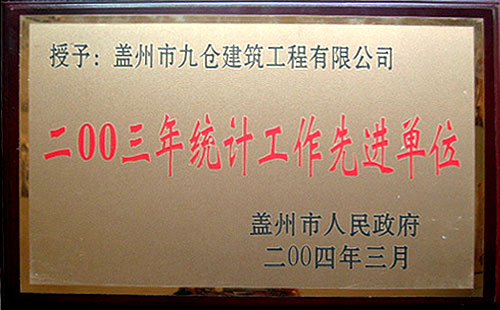 授予：盖州市九仓建筑工程有限公司
二00三年统计工作先进单位
盖州市人民政府
二00四年三月